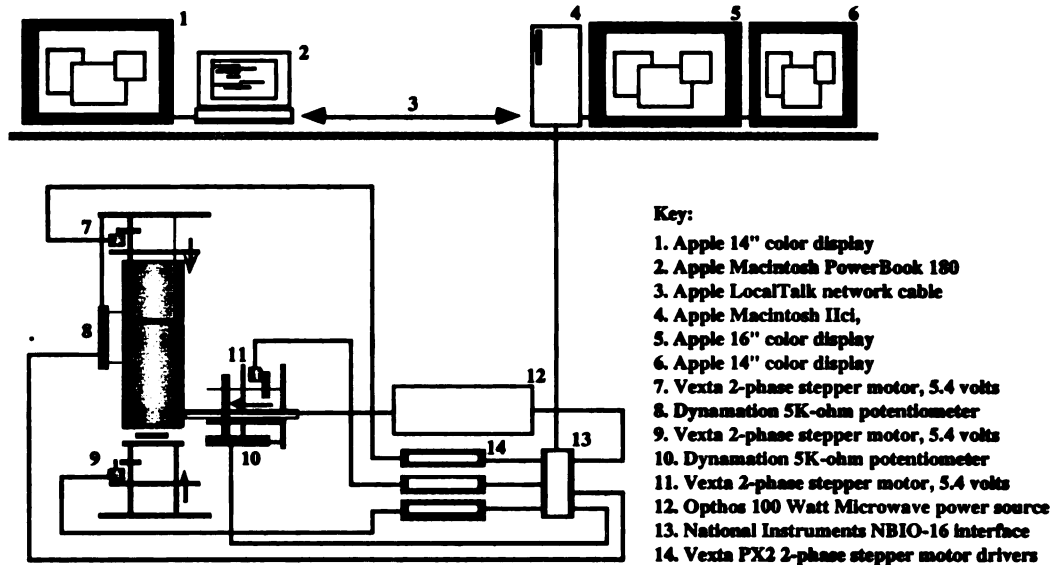 1
2
3
4
5
6
7
8
9
10
11
12
13
14
Key:
1. Apple 14" color display
2. Apple Macintosh PowerBook 180
3. Apple LocalTalk network cable
4. Apple Macintosh IIci,
5. Apple 16" color display
6. Apple 14" color display
7. Vexta 2-phase stepper motor, 5.4 volts
8. Dynamation 5K-ohm potentiometer
9. Vexta 2-phase stepper motor, 5.4 volts
10. Dynamation 5K-ohm potentiometer
11. Vexta 2-phase stepper motor, 5.4 volts
12. Opthos 100 Watt Microwave power source
13. National Instruments NBIO-16 interface
14. Vexta PX2 2-phase stepper motor drivers